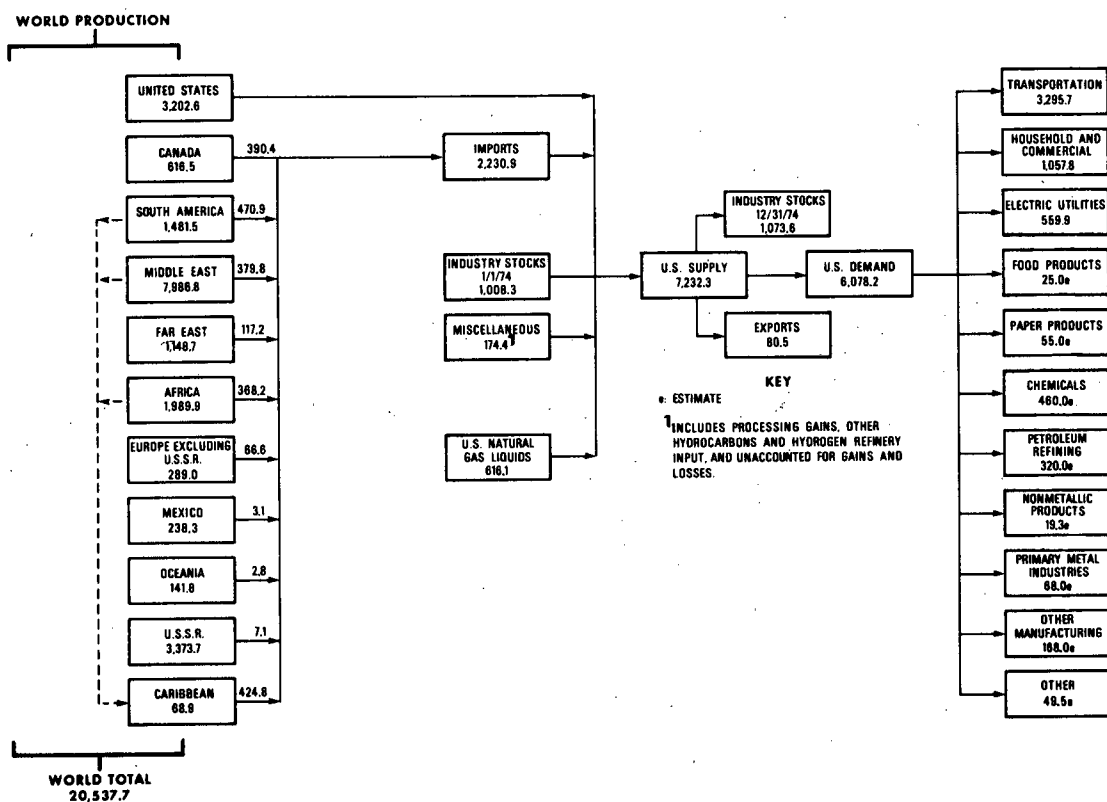 WORLD PRODUCTION
UNITED STATES
3,202.6
CANADA
616.5
390.4
SOUTH AMERICA
1,481.5
470.9
MIDDLE EAST
7,986.8
379.8
FAR EAST
1,148.7
117.2
AFRICA
1,989.9
368.2
EUROPE EXCLUDING
U.S.S.R.
289.0
66.6
MEXICO
238.3
3.1
OCEANIA
141.8
2.8
U.S.S.R.
3,373.7
7.1
CARIBBEAN
68.9
424.8
WORLD TOTAL
20,537.7
IMPORTS
2,230.9
INDUSTRY STOCKS
1/1/74
1,008.3
MISCELLANEOUS
174.4 1
U.S. NATURAL
GAS LIQUIDS
616.1
INDUSTRY STOCKS
12/31/74
1,073.6
U.S. SUPPLY
7,232.3
U.S. DEMAND
6,078.2
EXPORTS
80.5
KEY
e: ESTIMATE
1 INCLUDES PROCESSING GAINS, OTHER
HYDROCARBONS AND HYDROGEN REFINERY
INPUT, AND UNACCOUNTED FOR GAINS AND
LOSSES.
TRANSPORTATION
3,295.7
HOUSEHOLD AND
COMMERCIAL
1,057.8
ELECTRIC UTILITIES
559.9
FOOD PRODUCTS
25.0e
PAPER PRODUCTS
55.0e
CHEMICALS
460.0e
PETROLEUM
REFINING
320.0e
NONMETALLIC
PRODUCTS
19.3e
PRIMARY METAL
INDUSTRIES
68.0e
OTHER
MANUFACTURING
168.0e
OTHER
49.5e